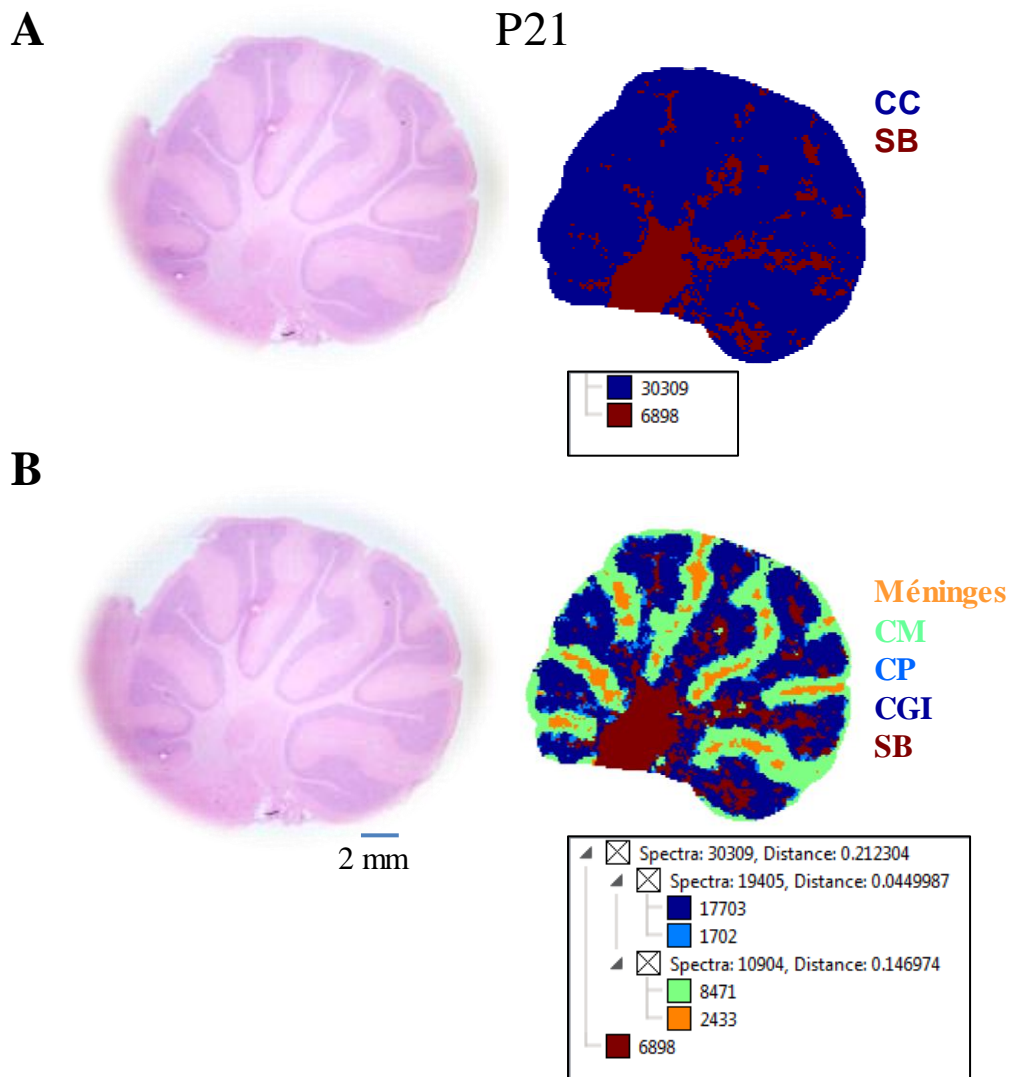 A
P21
CC
SB
30309
6898
B
Méninges
CM
CP
CGI
SB
2 mm
Spectra: 30309, Distance: 0.212304
Spectra: 19405, Distance: 0.0449987
17703
1702
Spectra: 10904, Distance: 0.146974
8471
2433
6898